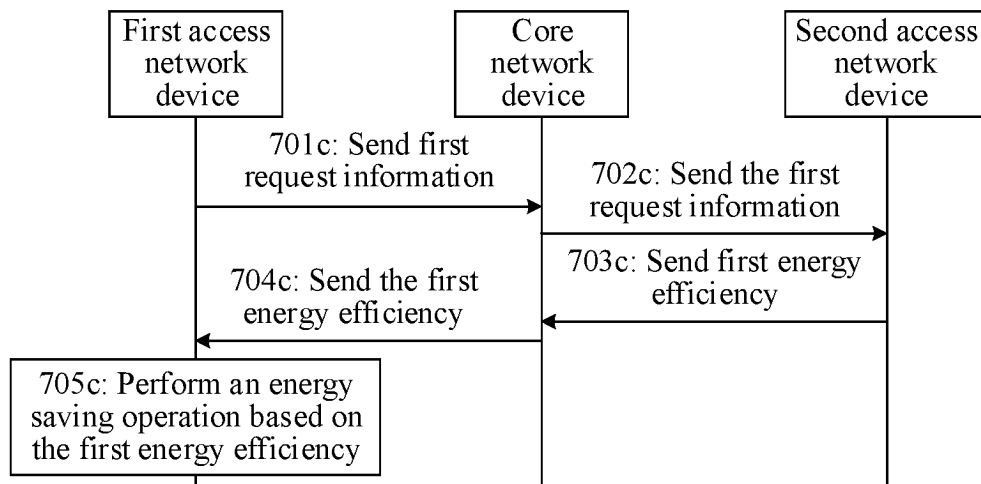 First access
network
device
Core
network
device
Second access
network
device
701c: Send first
request information
702c: Send the first
request information
703c: Send first energy
efficiency
704c: Send the first
energy efficiency
705c: Perform an energy
saving operation based on
the first energy efficiency